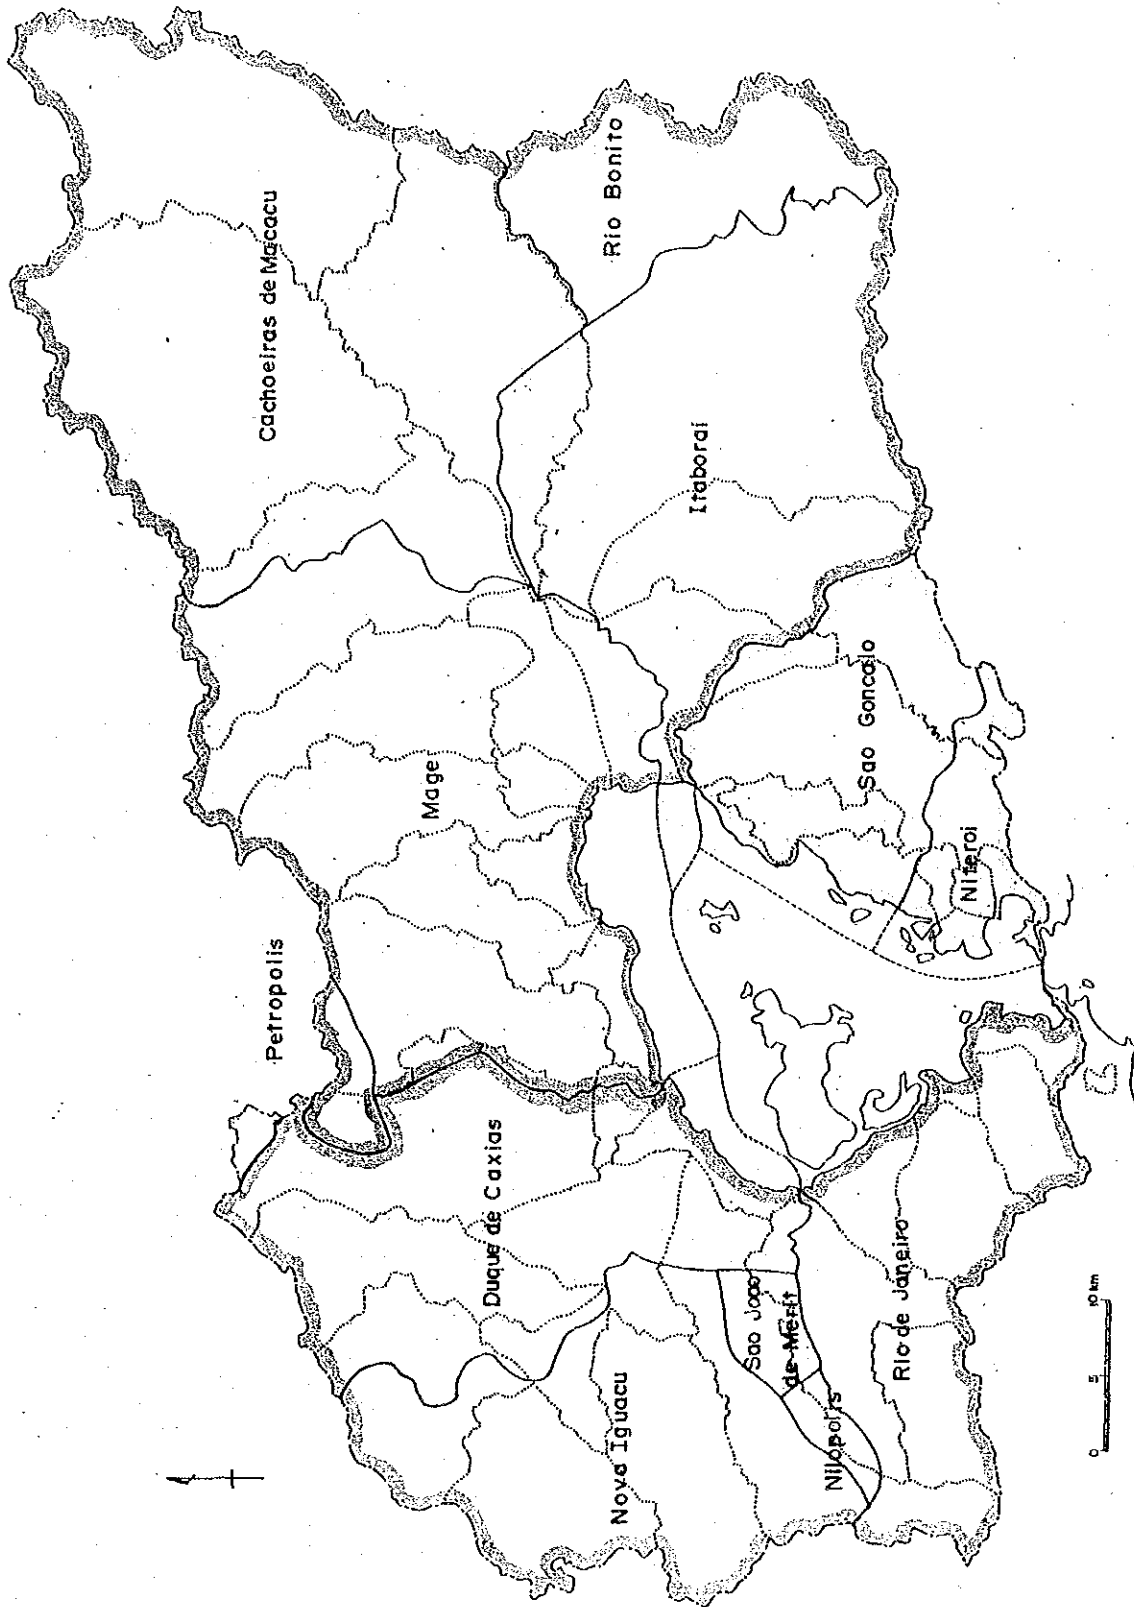 Cachoeiras de Macacu
Rio Bonito
Petropolis
Mage
Itaboraí
Duque de Caxias
Sao Goncalo
Niteroi
Nova Iguacu
Sao Joao
de Merit
Nilopolis
Rio de Janeiro
0 5 10 km